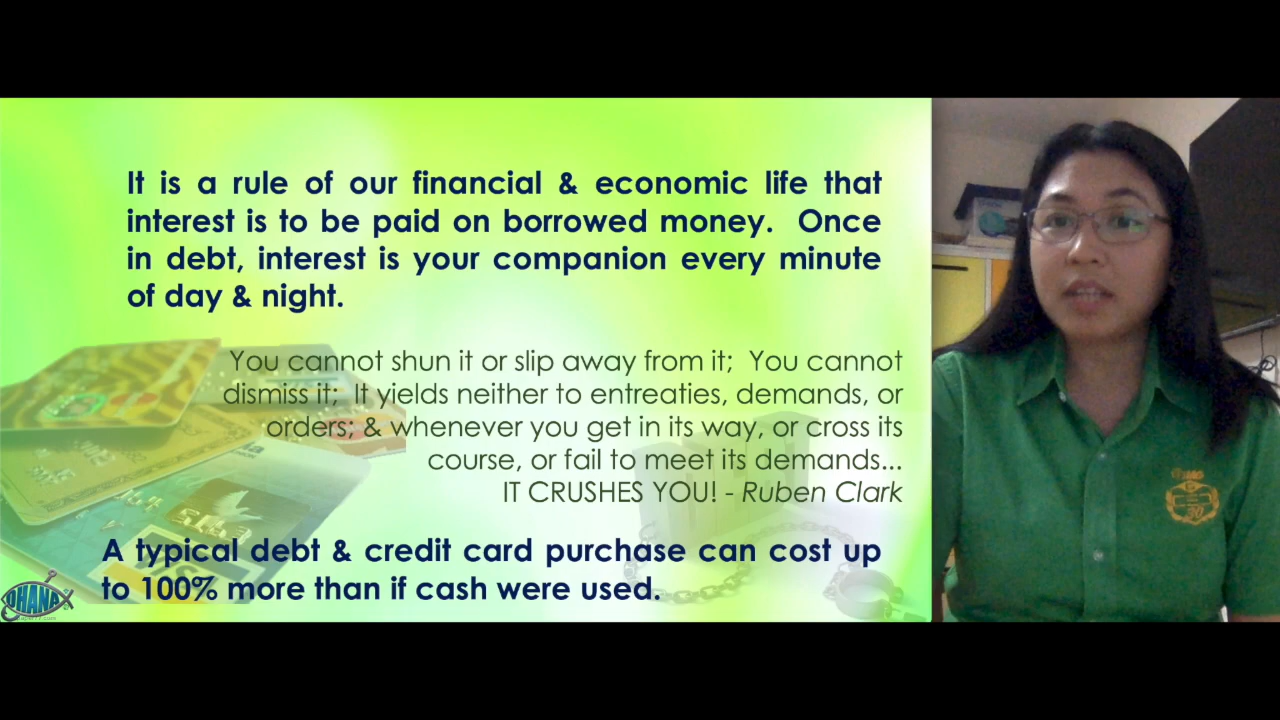 It is a rule of our financial & economic life that
interest is to be paid on borrowed money.  Once
in debt, interest is your companion every minute
of day & night.
You cannot shun it or slip away from it;  You cannot
dismiss it;  It yields neither to entreaties, demands, or
orders; & whenever you get in its way, or cross its
course, or fail to meet its demands...
IT CRUSHES YOU! - Ruben Clark
A typical debt & credit card purchase can cost up
to 100% more than if cash were used.
OHANA
50